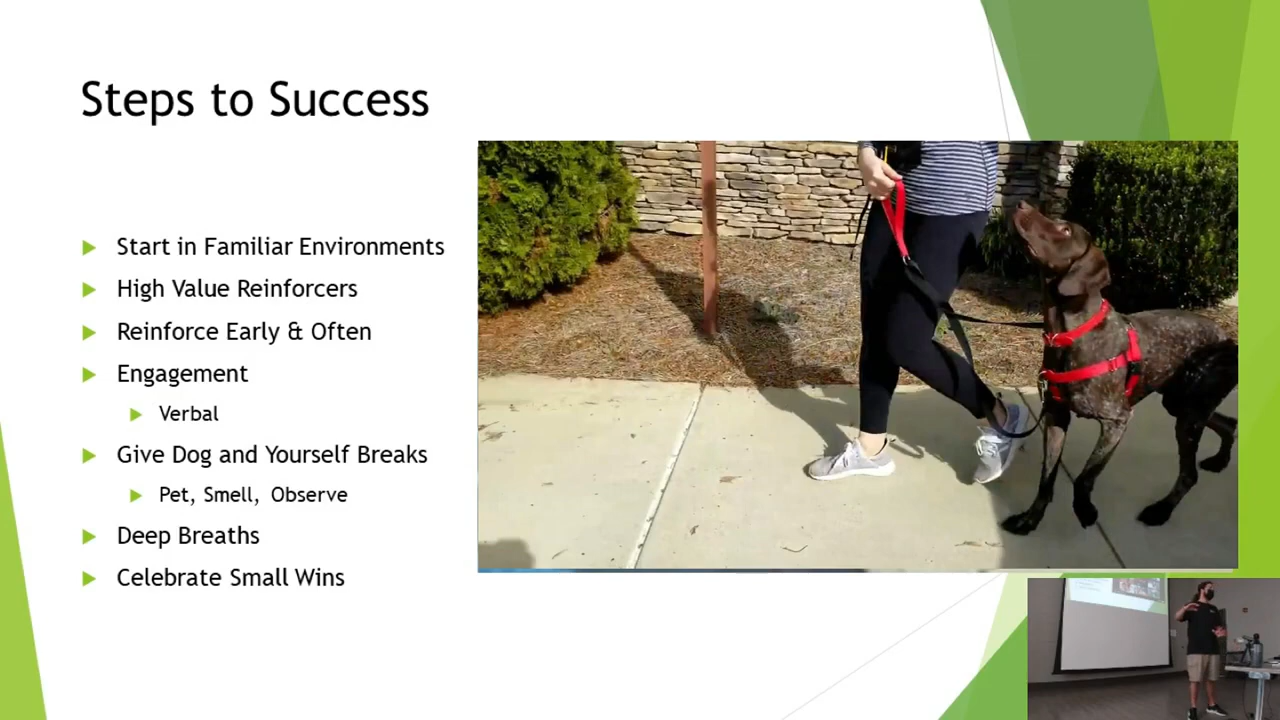 Steps to Success
Start in Familiar Environments
High Value Reinforcers
Reinforce Early & Often
Engagement
Verbal
Give Dog and Yourself Breaks
Pet, Smell, Observe
Deep Breaths
Celebrate Small Wins